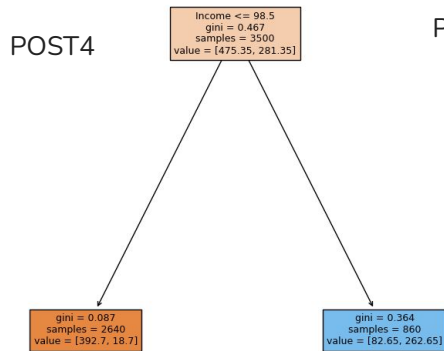 POST4
P
Income <= 98.5
gini = 0.467
samples = 3500
value = [475.35, 281.35]
gini = 0.087
samples = 2640
value = [392.7, 18.7]
gini = 0.364
samples = 860
value = [82.65, 262.65]